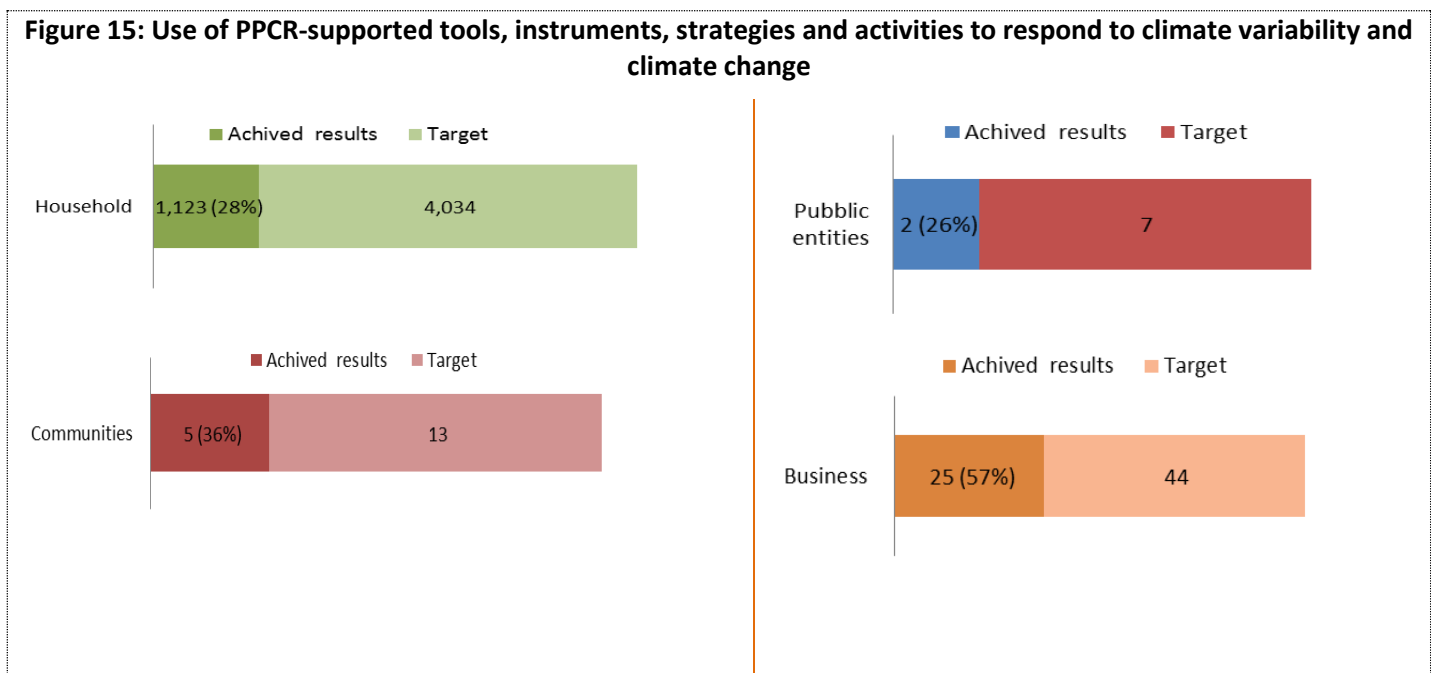 Figure 15: Use of PPCR-supported tools, instruments, strategies and activities to respond to climate variability and
climate change
Achived results Target
Household 1,123 (28%) 4,034
Achived results Target
Communities 5 (36%) 13
Achived results Target
Pubblic
entities
2 (26%) 7
Achived results Target
Business 25 (57%) 44